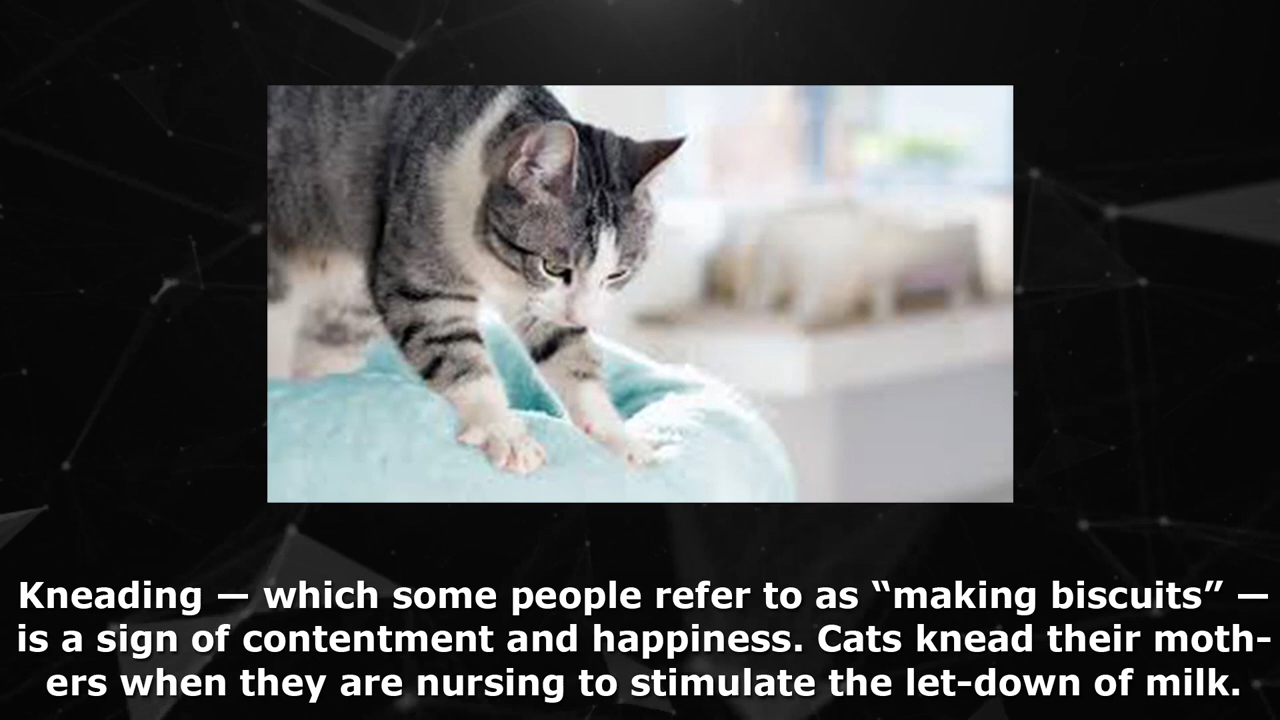 Kneading — which some people refer to as “making biscuits” —
is a sign of contentment and happiness. Cats knead their moth-
ers when they are nursing to stimulate the let-down of milk.